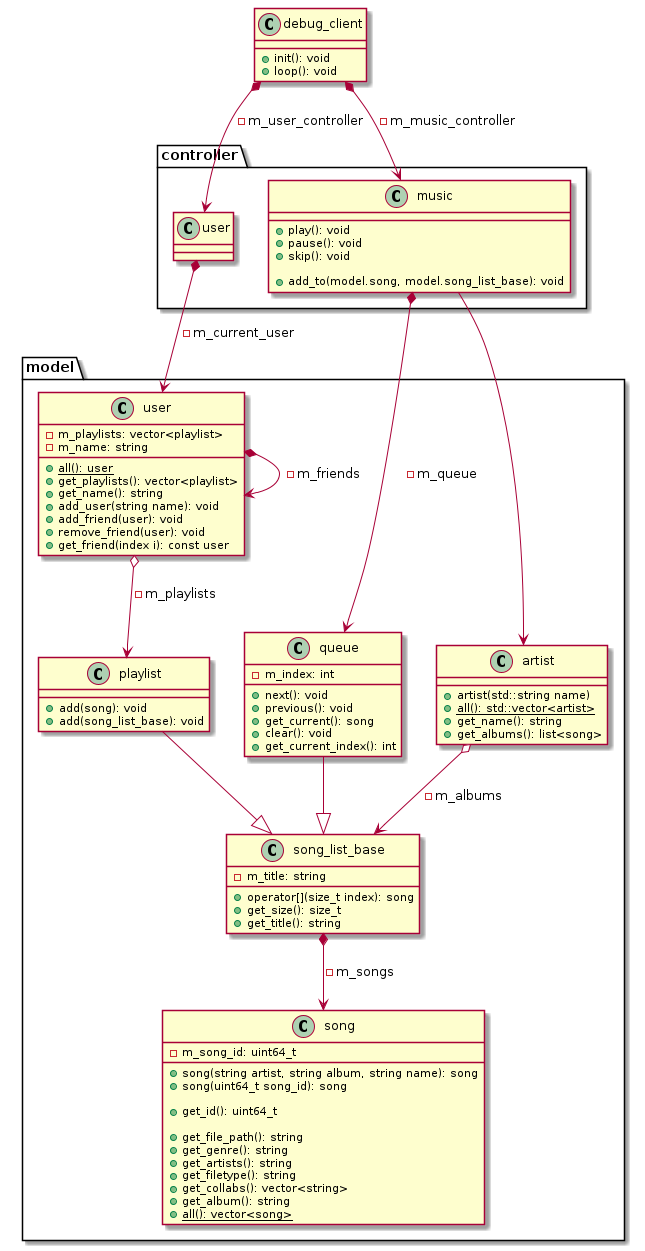 C debug_client
init(): void
loop(): void
m_user_controller
m_music_controller
controller
C user
C music
play(): void
pause(): void
skip(): void
add_to(model.song, model.song_list_base): void
m_current_user
model
C user
m_playlists: vector<playlist>
m_name: string
all(): user
get_playlists(): vector<playlist>
get_name(): string
add_user(string name): void
add_friend(user): void
remove_friend(user): void
get_friend(index i): const user
m_friends
m_queue
m_playlists
C playlist
add(song): void
add(song_list_base): void
C queue
m_index: int
next(): void
previous(): void
get_current(): song
clear(): void
get_current_index(): int
C artist
artist(std::string name)
all(): std::vector<artist>
get_name(): string
get_albums(): list<song>
m_albums
C song_list_base
m_title: string
operator[](size_t index): song
get_size(): size_t
get_title(): string
m_songs
C song
m_song_id: uint64_t
song(string artist, string album, string name): song
song(uint64_t song_id): song
get_id(): uint64_t
get_file_path(): string
get_genre(): string
get_artists(): string
get_filetype(): string
get_collabs(): vector<string>
get_album(): string
all(): vector<song>